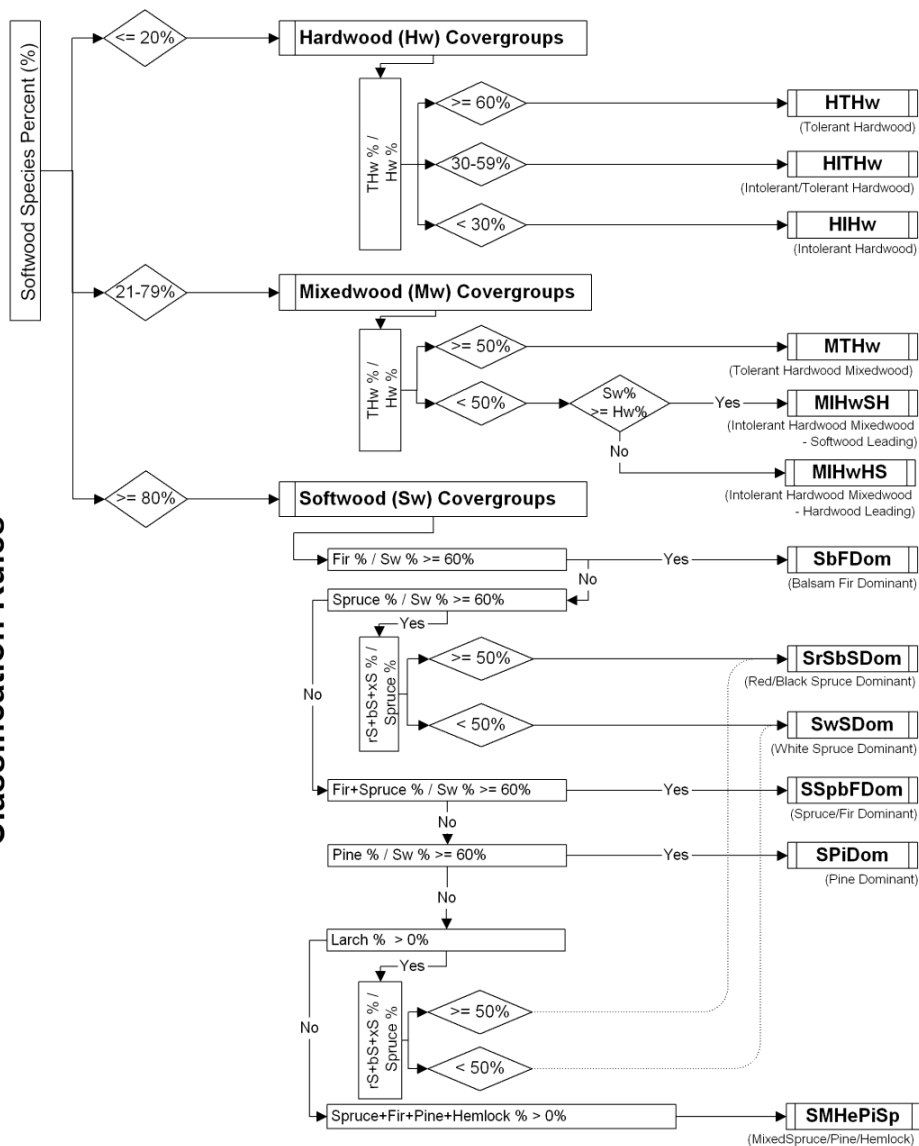 Softwood Species Percent (%)
<= 20%
Hardwood (Hw) Covergroups
THw % /
Hw %
>= 60%
HTHw
(Tolerant Hardwood)
30-59%
HITHw
(Intolerant/Tolerant Hardwood)
< 30%
HIHw
(Intolerant Hardwood)
21-79%
Mixedwood (Mw) Covergroups
THw % /
Hw %
>= 50%
MTHw
(Tolerant Hardwood Mixedwood)
< 50%
Sw%
>= Hw%
Yes
MIHwSH
(Intolerant Hardwood Mixedwood
- Softwood Leading)
No
MIHwHS
(Intolerant Hardwood Mixedwood
- Hardwood Leading)
>= 80%
Softwood (Sw) Covergroups
Fir % / Sw % >= 60%
Yes
SbFDom
(Balsam Fir Dominant)
No
Spruce % / Sw % >= 60%
Yes
rS+bS+xS % /
Spruce %
>= 50%
SrSbSDom
(Red/Black Spruce Dominant)
No
< 50%
SwSDom
(White Spruce Dominant)
Fir+Spruce % / Sw % >= 60%
Yes
SSpbFDom
(Spruce/Fir Dominant)
No
Pine % / Sw % >= 60%
Yes
SPiDom
(Pine Dominant)
No
Larch % > 0%
Yes
rS+bS+xS % /
Spruce %
>= 50%
No
< 50%
Spruce+Fir+Pine+Hemlock % > 0%
SMHePiSp
(MixedSpruce/Pine/Hemlock)